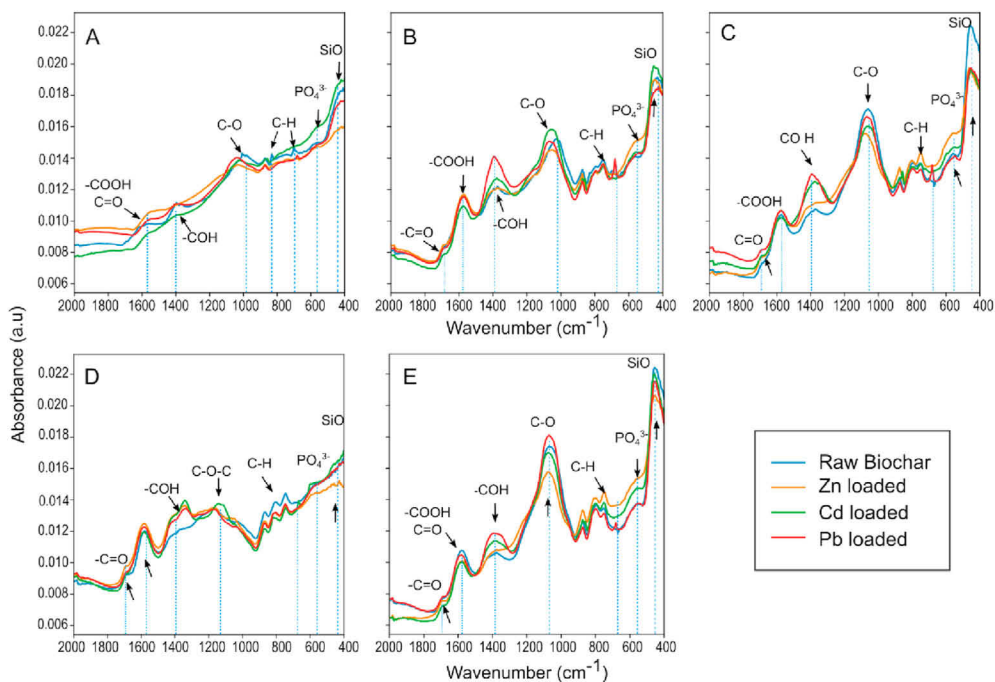 Absorbance (a.u)
A
0.022
0.020
0.018
0.016
0.014
0.012
0.010
0.008
0.006
SiO
PO₄³⁻
C-H
C-O
-COOH
C=O
-COH
2000 1800 1600 1400 1200 1000 800 600 400
B
SiO
PO₄³⁻
C-O
C-H
-COOH
-C=O
-COH
2000 1800 1600 1400 1200 1000 800 600 400
Wavenumber (cm⁻¹)
C
SiO
C-O
PO₄³⁻
CO H
C-H
-COOH
C=O
2000 1800 1600 1400 1200 1000 800 600 400
Wavenumber (cm⁻¹)
D
0.022
0.020
0.018
0.016
0.014
0.012
0.010
0.008
0.006
SiO
PO₄³⁻
C-H
C-O-C
-COH
-C=O
2000 1800 1600 1400 1200 1000 800 600 400
E
SiO
C-O
PO₄³⁻
C-H
-COH
-COOH
C=O
-C=O
2000 1800 1600 1400 1200 1000 800 600 400
Wavenumber (cm⁻¹)
Raw Biochar
Zn loaded
Cd loaded
Pb loaded